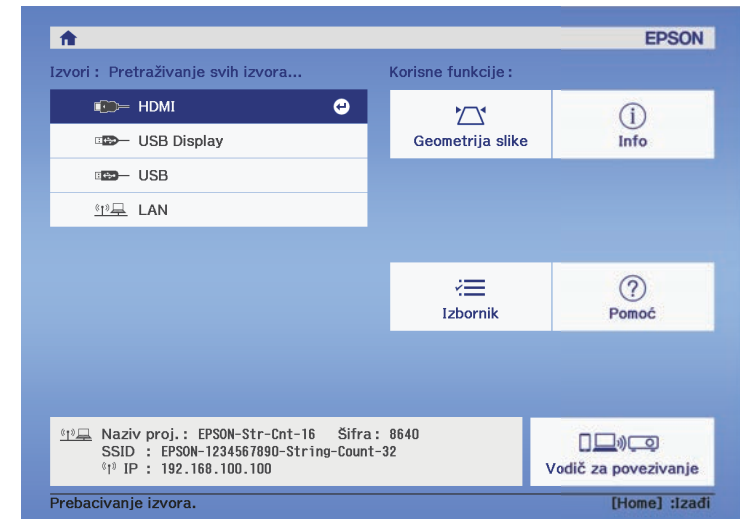 EPSON
Izvori : Pretraživanje svih izvora...
HDMI
USB Display
USB
LAN
Korisne funkcije :
Geometrija slike
Info
Izbornik
Pomoć
Naziv proj. : EPSON-Str-Cnt-16 Šifra : 8640
SSID : EPSON-1234567890-String-Count-32
IP : 192.168.100.100
Vodič za povezivanje
Prebacivanje izvora.
[Home] :Izađi